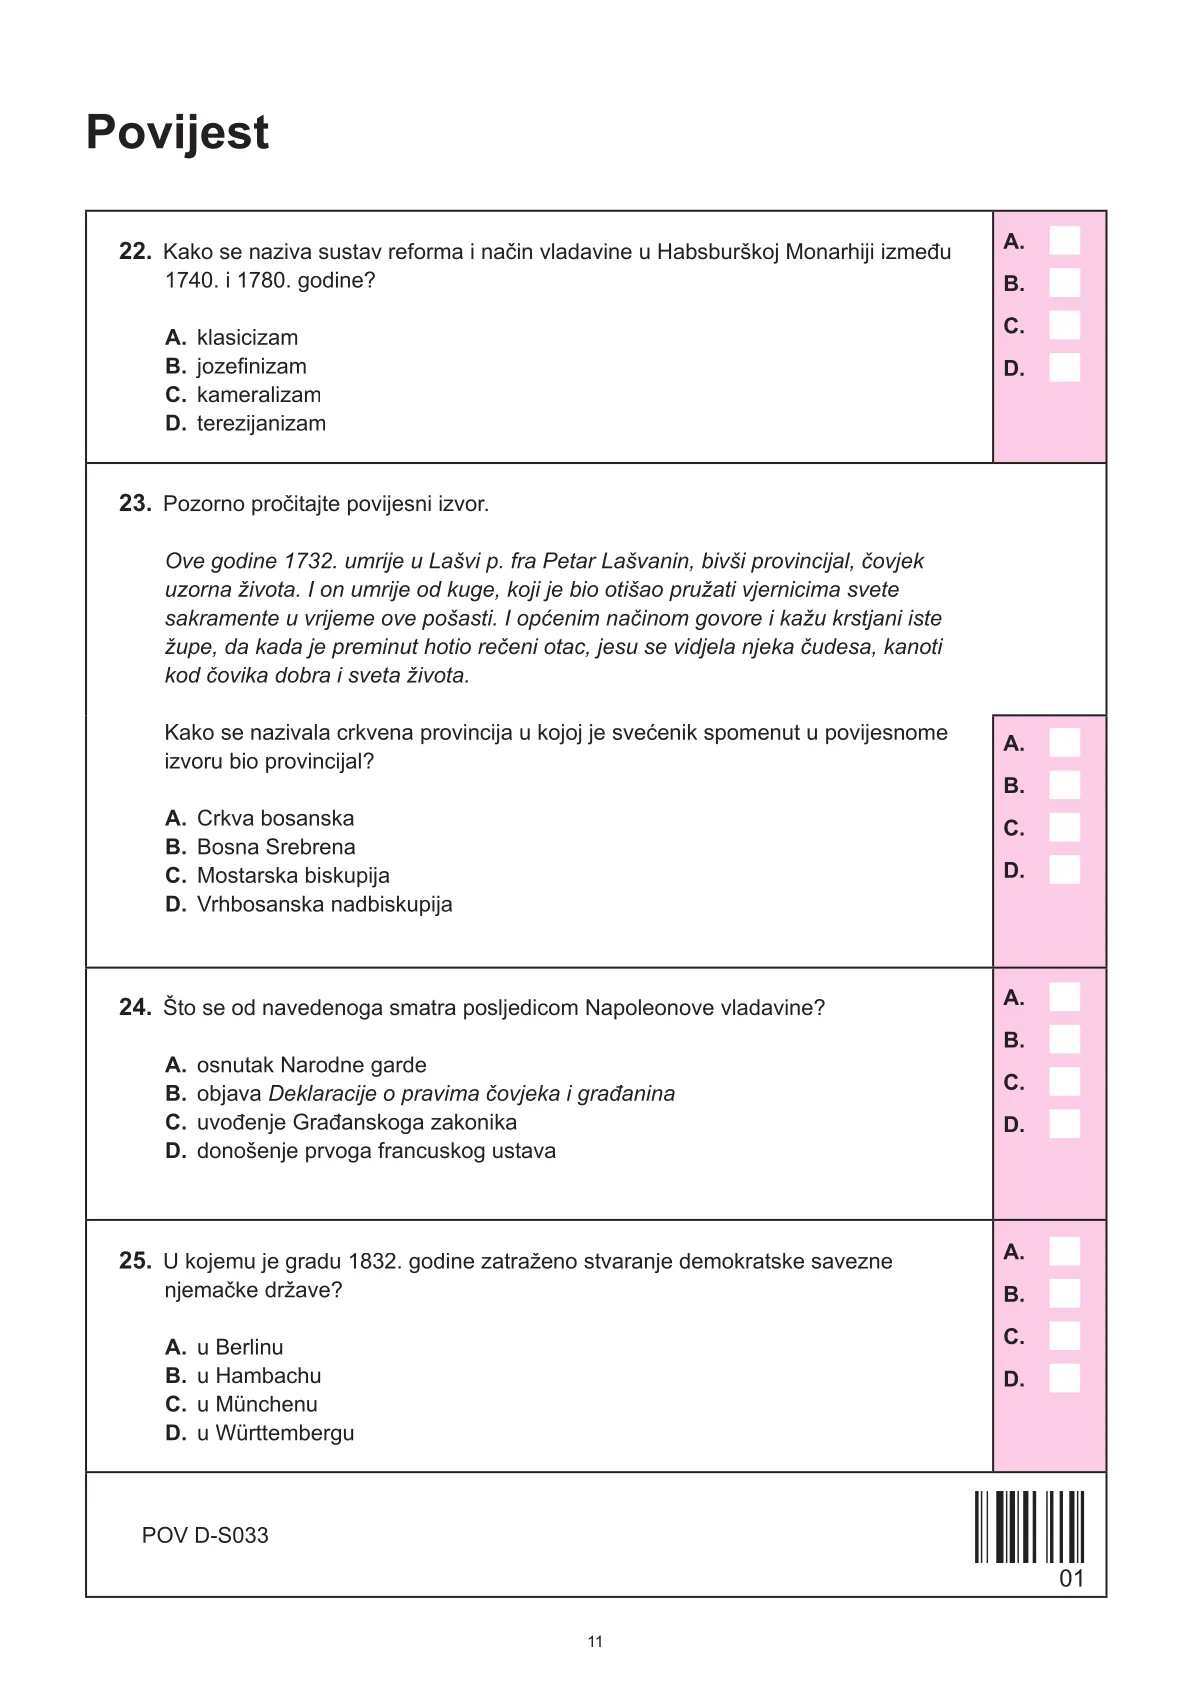 Povijest
22. Kako se naziva sustav reforma i način vladavine u Habsburškoj Monarhiji između
1740. i 1780. godine?
A. klasicizam
B. jozefinizam
C. kameralizam
D. terezijanizam
A.
B.
C.
D.
23. Pozorno pročitajte povijesni izvor.
Ove godine 1732. umrije u Lašvi p. fra Petar Lašvanin, bivši provincijal, čovjek
uzorna života. I on umrije od kuge, koji je bio otišao pružati vjernicima svete
sakramente u vrijeme ove pošasti. I općenim načinom govore i kažu krstjani iste
župe, da kada je preminut hotio rečeni otac, jesu se vidjela njeka čudesa, kanoti
kod čovika dobra i sveta života.
Kako se nazivala crkvena provincija u kojoj je svećenik spomenut u povijesnome
izvoru bio provincijal?
A. Crkva bosanska
B. Bosna Srebrena
C. Mostarska biskupija
D. Vrhbosanska nadbiskupija
A.
B.
C.
D.
24. Što se od navedenoga smatra posljedicom Napoleonove vladavine?
A. osnutak Narodne garde
B. objava Deklaracije o pravima čovjeka i građanina
C. uvođenje Građanskoga zakonika
D. donošenje prvoga francuskog ustava
A.
B.
C.
D.
25. U kojemu je gradu 1832. godine zatraženo stvaranje demokratske savezne
njemačke države?
A. u Berlinu
B. u Hambachu
C. u Münchenu
D. u Württembergu
A.
B.
C.
D.
POV D-S033
01
11